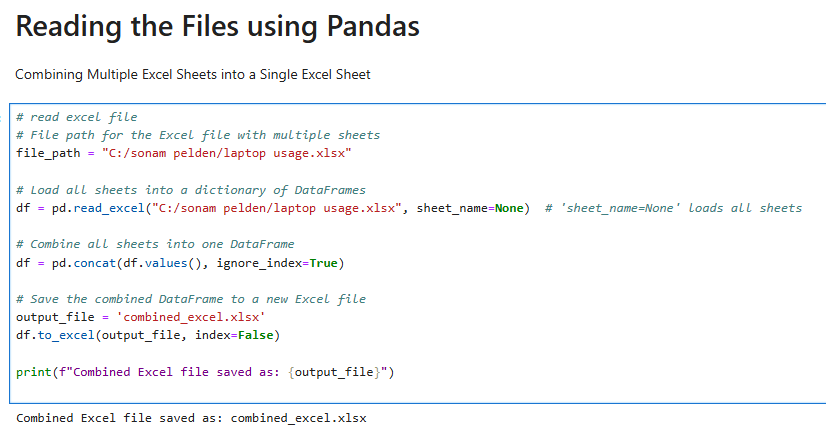 Reading the Files using Pandas
Combining Multiple Excel Sheets into a Single Excel Sheet
# read excel file
# File path for the Excel file with multiple sheets
file_path = "C:/sonam pelden/laptop usage.xlsx"
# Load all sheets into a dictionary of DataFrames
df = pd.read_excel("C:/sonam pelden/laptop usage.xlsx", sheet_name=None)  # 'sheet_name=None' loads all sheets
# Combine all sheets into one DataFrame
df = pd.concat(df.values(), ignore_index=True)
# Save the combined DataFrame to a new Excel file
output_file = 'combined_excel.xlsx'
df.to_excel(output_file, index=False)
print(f"Combined Excel file saved as: {output_file}")
Combined Excel file saved as: combined_excel.xlsx